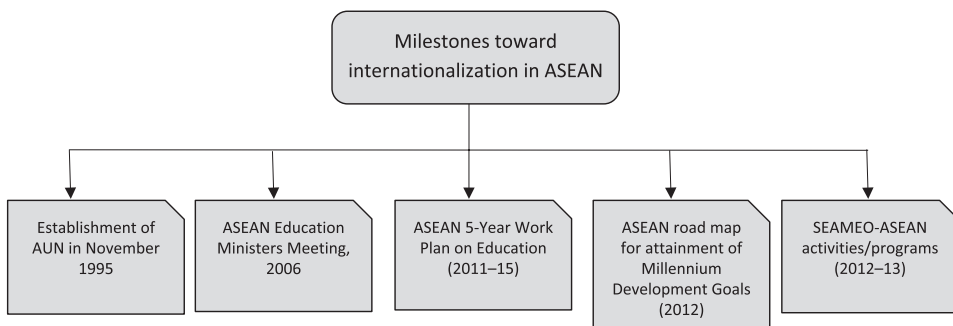 Milestones toward
internationalization in ASEAN
Establishment of
AUN in November
1995
ASEAN Education
Ministers Meeting,
2006
ASEAN 5-Year Work
Plan on Education
(2011–15)
ASEAN road map
for attainment of
Millennium
Development Goals
(2012)
SEAMEO-ASEAN
activities/programs
(2012–13)